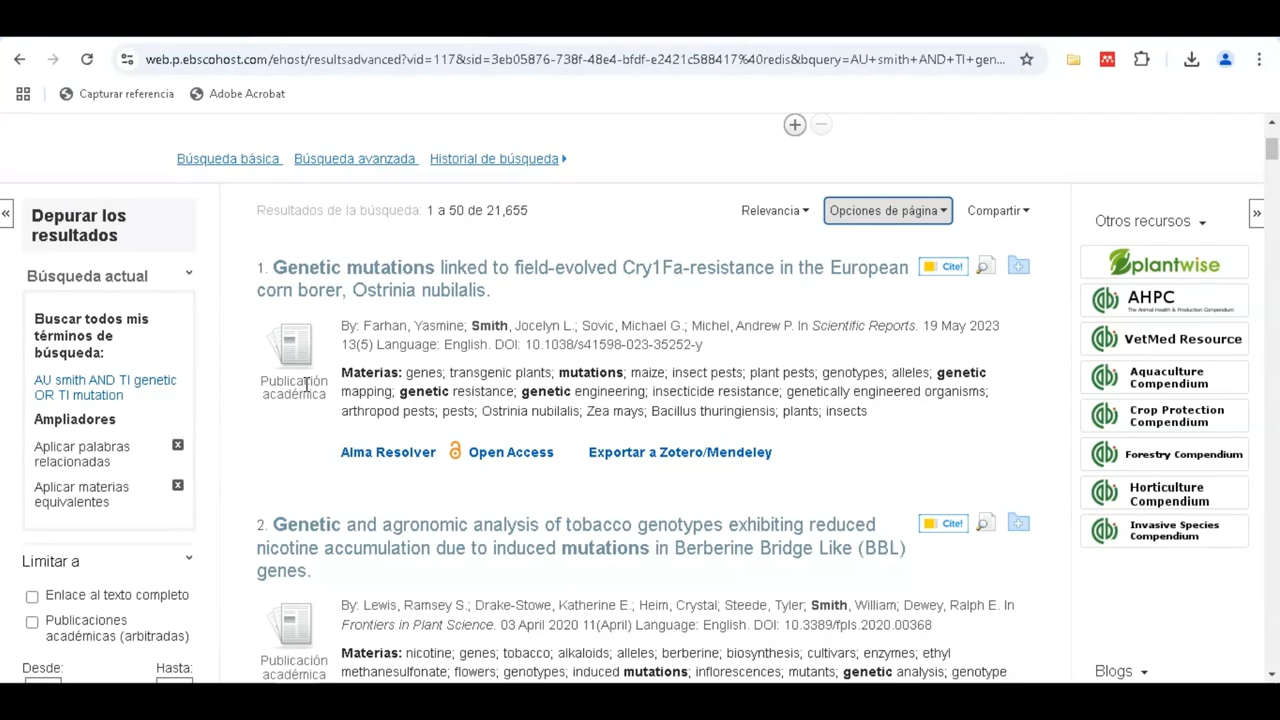 web.p.ebscohost.com/ehost/resultsadvanced?vid=117&sid=3eb05876-738f-48e4-bfdf-e2421c588417%40redis&bquery=AU+smith+AND+TI+gen...
Capturar referencia
Adobe Acrobat
Búsqueda básica
Búsqueda avanzada
Historial de búsqueda
Depurar los
resultados
Búsqueda actual
Buscar todos mis
términos de
búsqueda:
AU smith AND TI genetic
OR TI mutation
Ampliadores
Aplicar palabras
relacionadas
Aplicar materias
equivalentes
Limitar a
Enlace al texto completo
Publicaciones
académicas (arbitradas)
Desde:
Hasta:
Resultados de la búsqueda: 1 a 50 de 21,655
Relevancia
Opciones de página
Compartir
1. Genetic mutations linked to field-evolved Cry1Fa-resistance in the European
corn borer, Ostrinia nubilalis.
Cite!
Publicación
académica
By: Farhan, Yasmine; Smith, Jocelyn L.; Sovic, Michael G.; Michel, Andrew P. In Scientific Reports. 19 May 2023
13(5) Language: English. DOI: 10.1038/s41598-023-35252-y
Materias: genes; transgenic plants; mutations; maize; insect pests; plant pests; genotypes; alleles; genetic
mapping; genetic resistance; genetic engineering; insecticide resistance; genetically engineered organisms;
arthropod pests; pests; Ostrinia nubilalis; Zea mays; Bacillus thuringiensis; plants; insects
Alma Resolver
Open Access
Exportar a Zotero/Mendeley
2. Genetic and agronomic analysis of tobacco genotypes exhibiting reduced
nicotine accumulation due to induced mutations in Berberine Bridge Like (BBL)
genes.
Cite!
Publicación
académica
By: Lewis, Ramsey S.; Drake-Stowe, Katherine E.; Heim, Crystal; Steede, Tyler; Smith, William; Dewey, Ralph E. In
Frontiers in Plant Science. 03 April 2020 11(April) Language: English. DOI: 10.3389/fpls.2020.00368
Materias: nicotine; genes; tobacco; alkaloids; alleles; berberine; biosynthesis; cultivars; enzymes; ethyl
methanesulfonate; flowers; genotypes; induced mutations; inflorescences; mutants; genetic analysis; genotype
Otros recursos
plantwise
cabi AHPC
The Animal Health & Production Compendium
cabi VetMed Resource
cabi Aquaculture
Compendium
cabi Crop Protection
Compendium
cabi Forestry Compendium
cabi Horticulture
Compendium
cabi Invasive Species
Compendium
Blogs